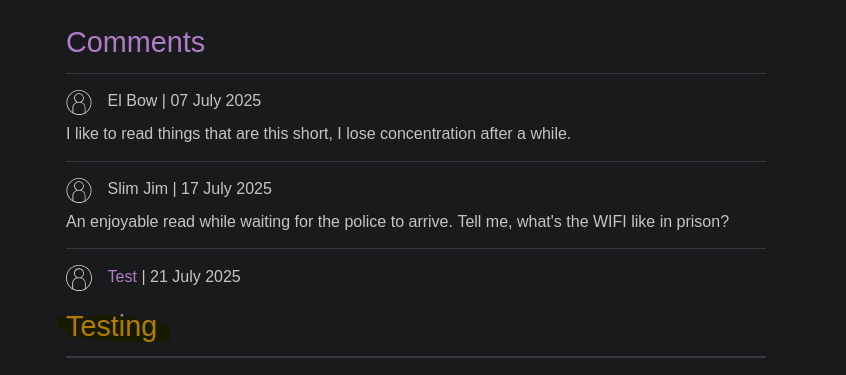 Comments
El Bow | 07 July 2025
I like to read things that are this short, I lose concentration after a while.
Slim Jim | 17 July 2025
An enjoyable read while waiting for the police to arrive. Tell me, what's the WIFI like in prison?
Test | 21 July 2025
Testing